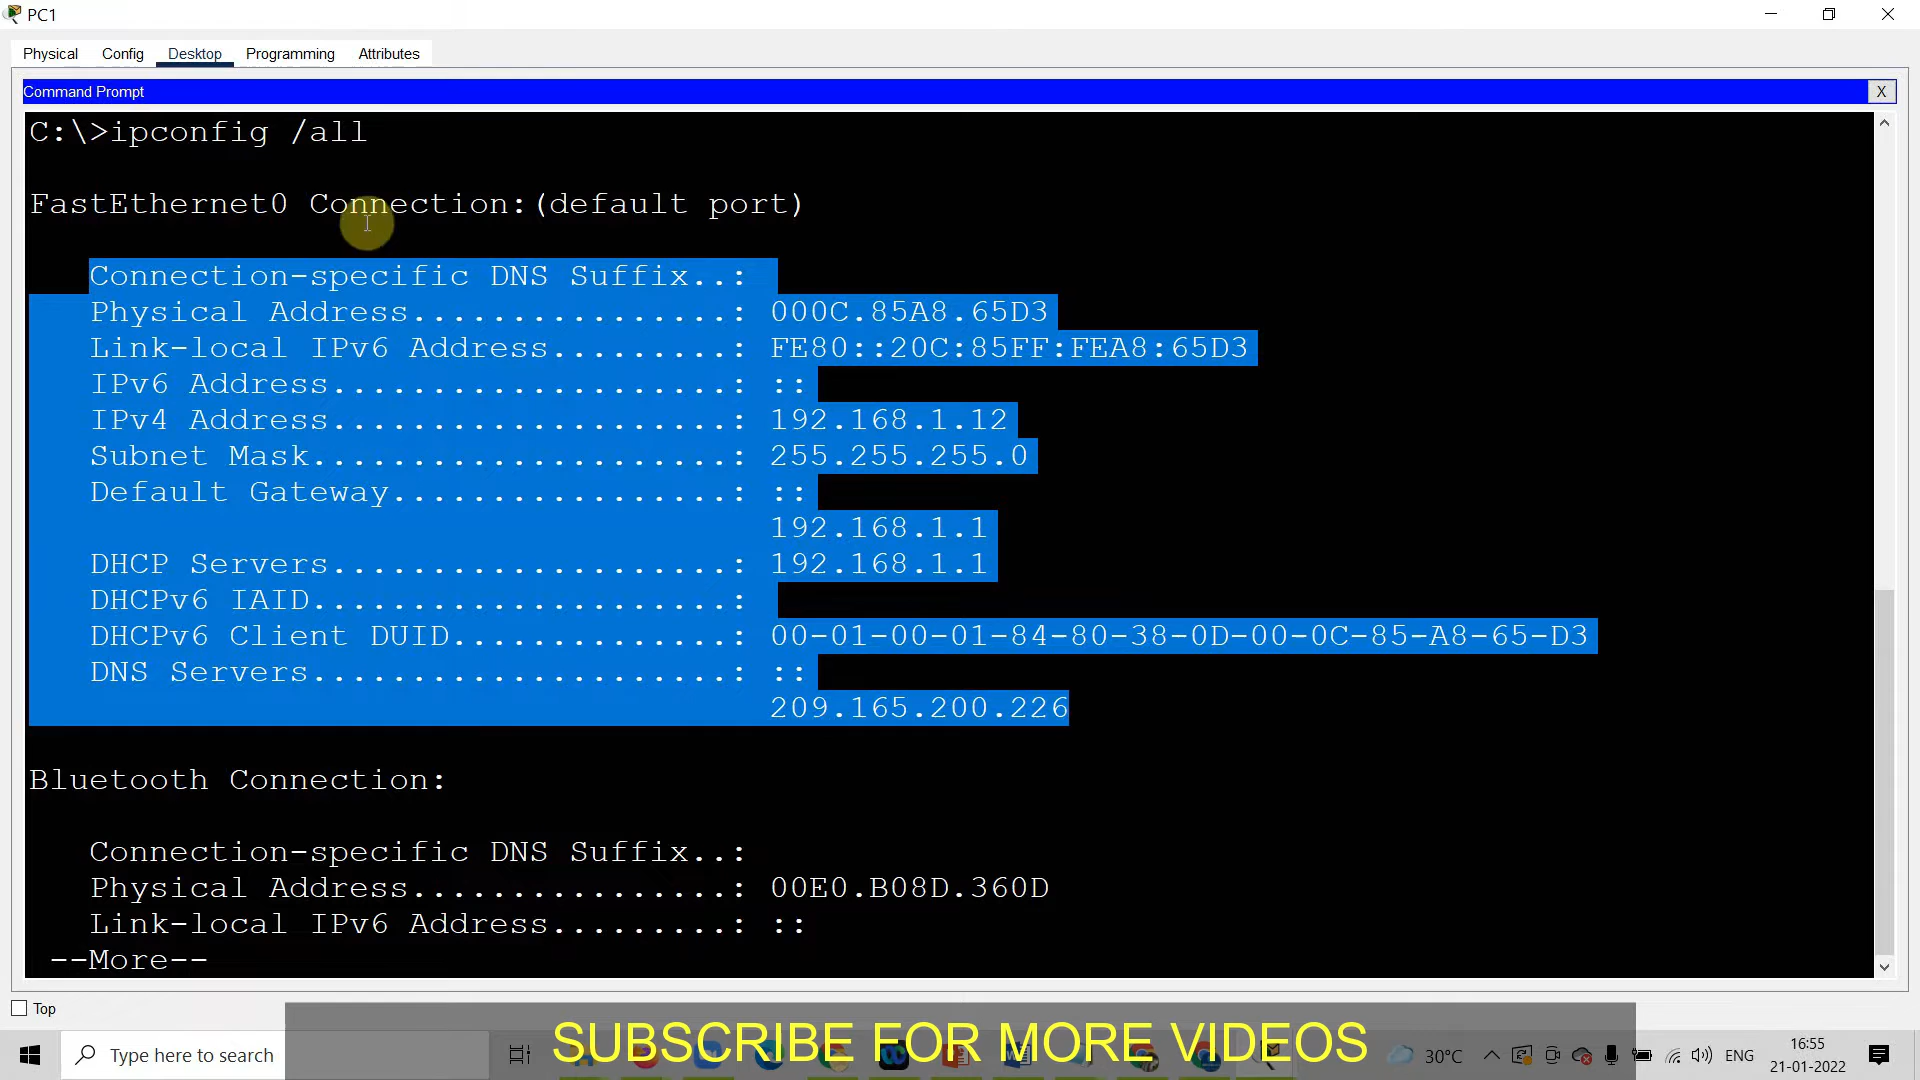 PC1
Physical Config Desktop Programming Attributes
Command Prompt X
C:\>ipconfig /all
FastEthernet0 Connection:(default port)
Connection-specific DNS Suffix..:
Physical Address................: 000C.85A8.65D3
Link-local IPv6 Address.........: FE80::20C:85FF:FEA8:65D3
IPv6 Address....................: ::
IPv4 Address....................: 192.168.1.12
Subnet Mask.....................: 255.255.255.0
Default Gateway.................: ::
192.168.1.1
DHCP Servers....................: 192.168.1.1
DHCPv6 IAID.....................:
DHCPv6 Client DUID..............: 00-01-00-01-84-80-38-0D-00-0C-85-A8-65-D3
DNS Servers.....................: ::
209.165.200.226
Bluetooth Connection:
Connection-specific DNS Suffix..:
Physical Address................: 00E0.B08D.360D
Link-local IPv6 Address.........: ::
--More--
Top
SUBSCRIBE FOR MORE VIDEOS
Type here to search
30°C
ENG
16:55
21-01-2022